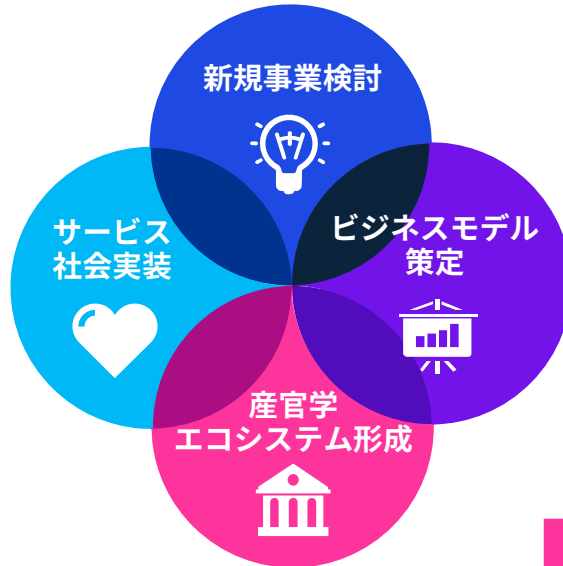 新規事業検討
サービス
社会実装
ビジネスモデル
策定
産官学
エコシステム形成